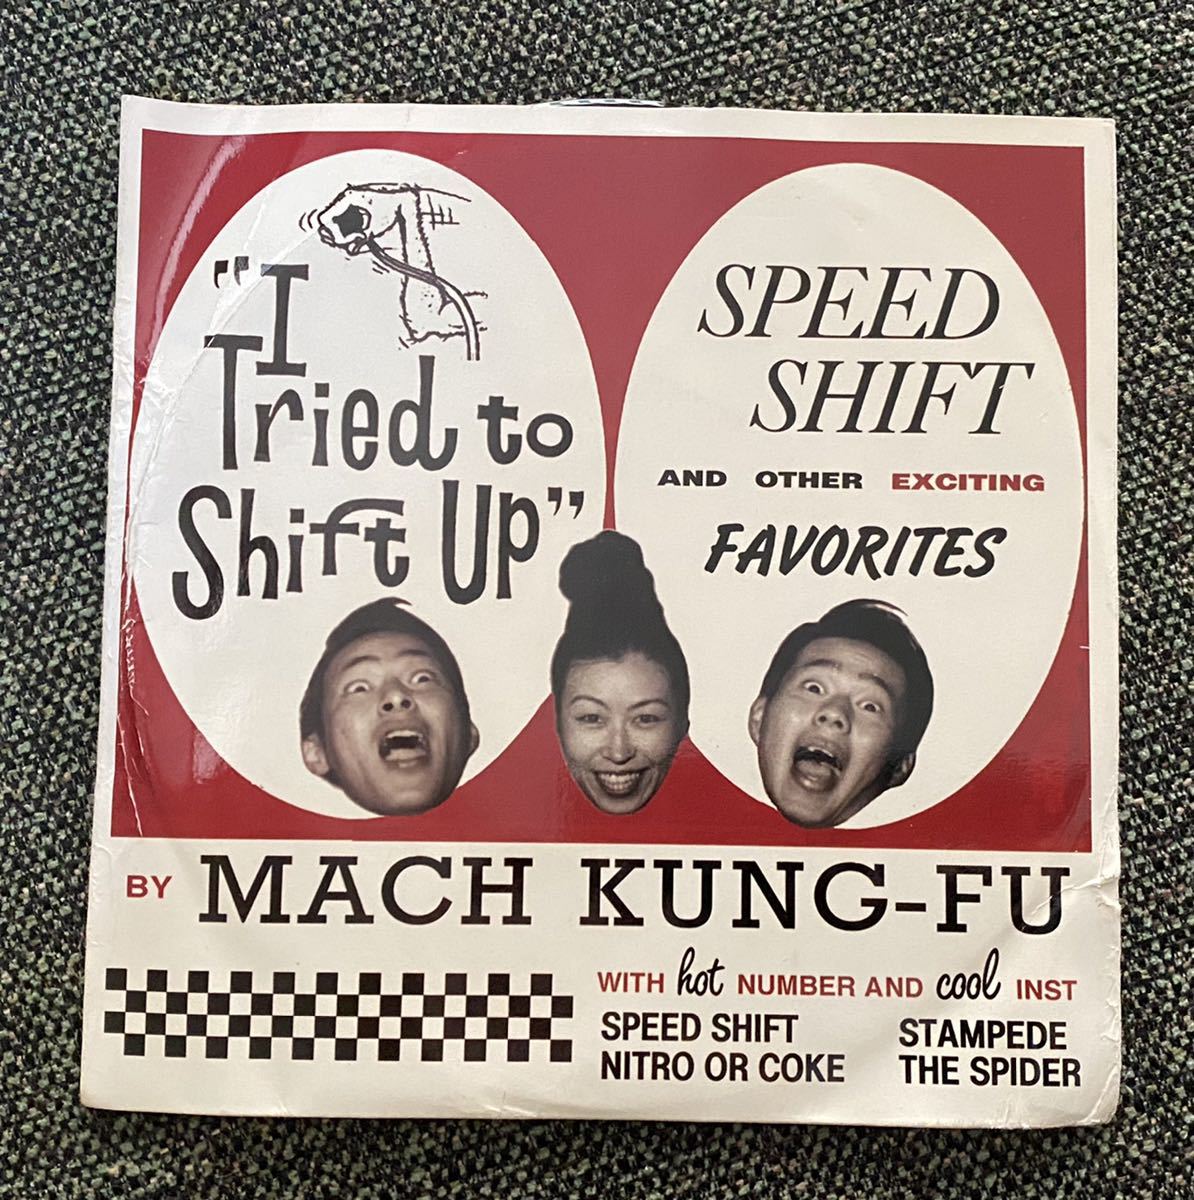 "I
Tried to
Shift Up"
SPEED
SHIFT
AND OTHER EXCITING
FAVORITES
BY MACH KUNG-FU
WITH hot NUMBER AND cool INST
SPEED SHIFT STAMPEDE
NITRO OR COKE THE SPIDER